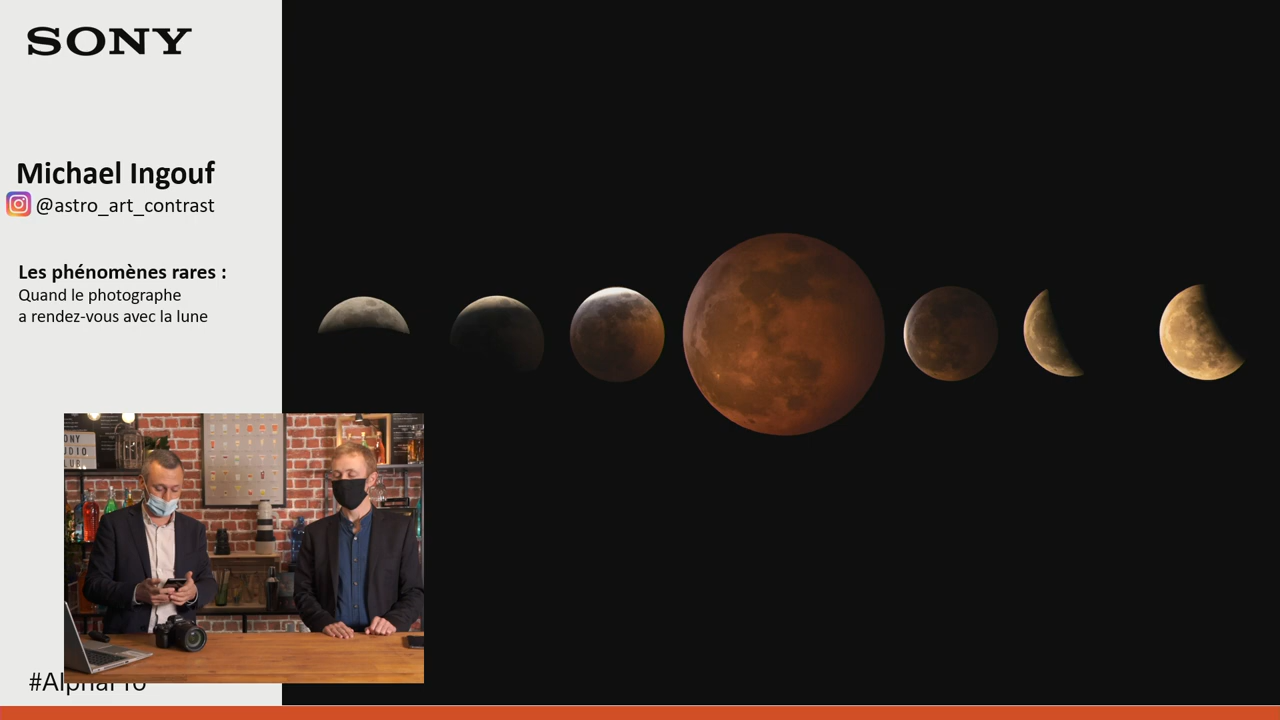 SONY
Michael Ingouf
@astro_art_contrast
Les phénomènes rares :
Quand le photographe
a rendez-vous avec la lune